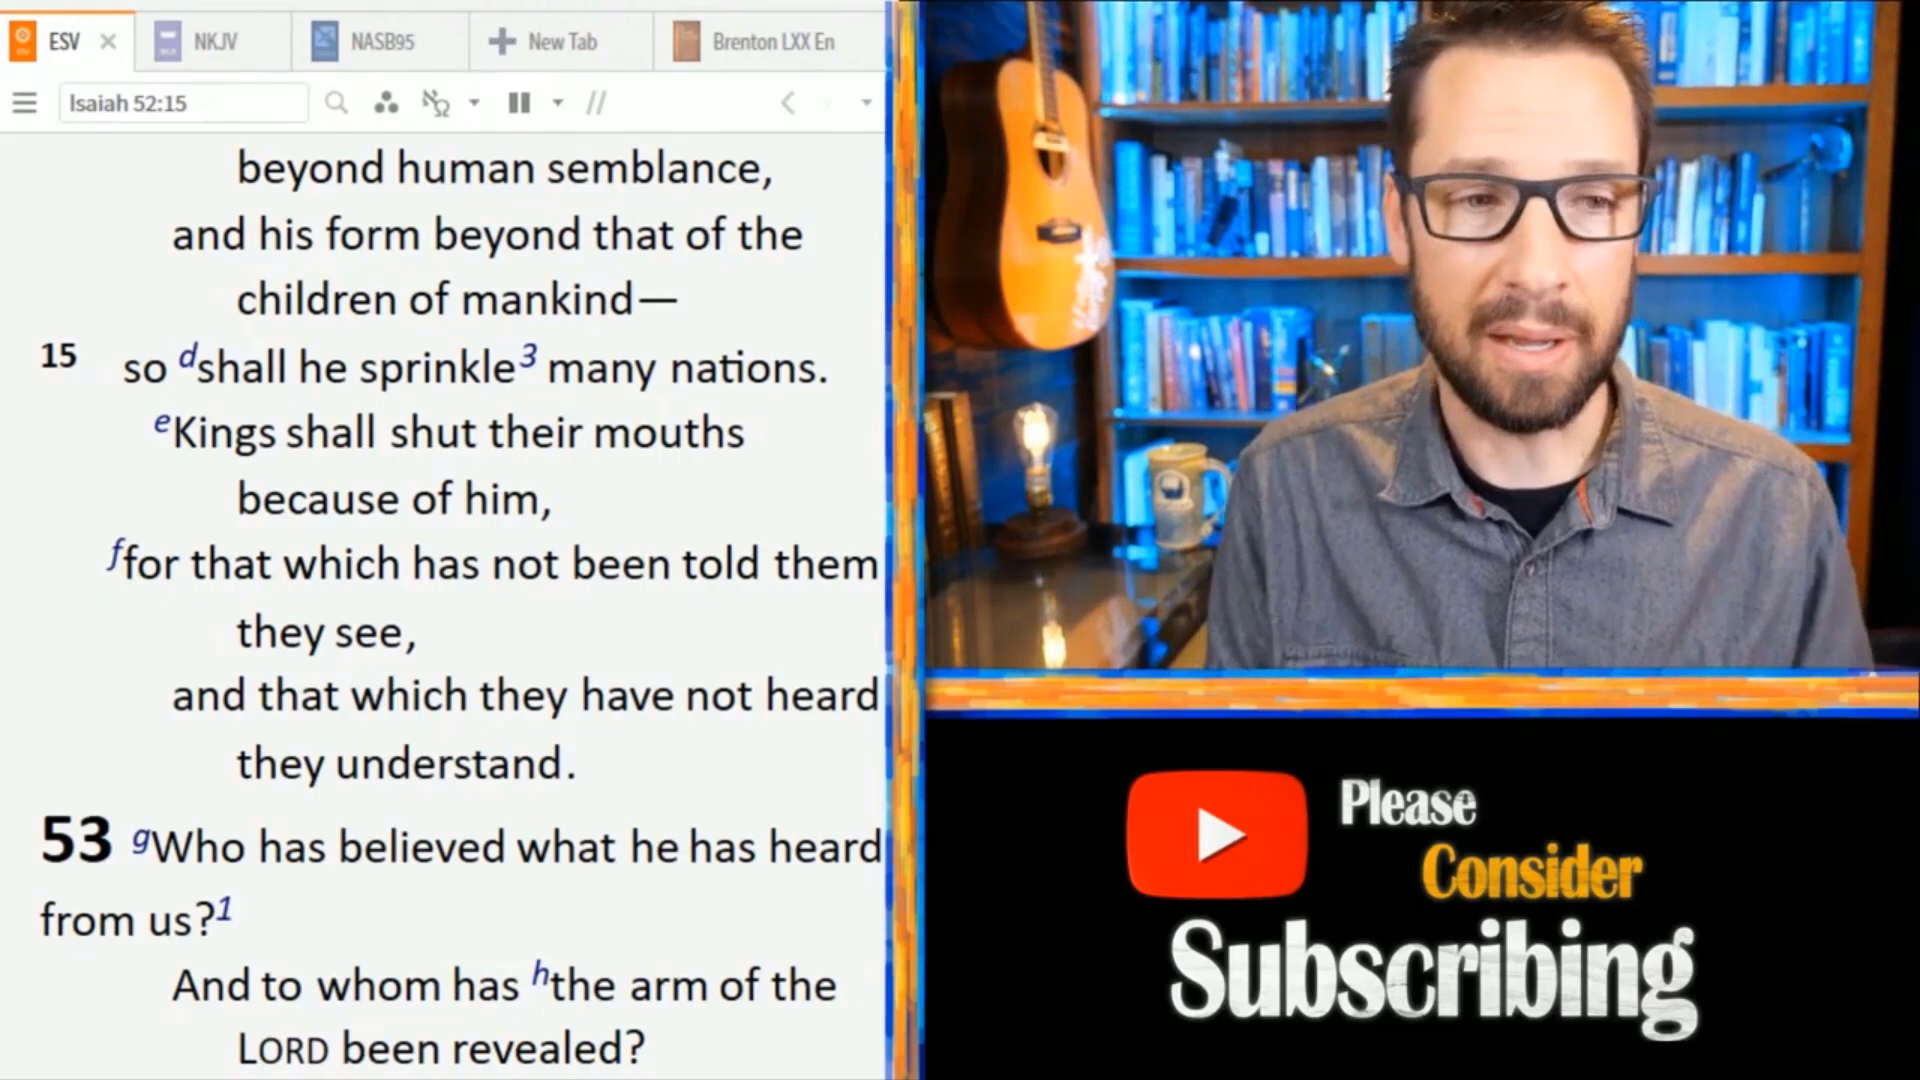 ESV
NKJV
NASB95
New Tab
Brenton LXX En
Isaiah 52:15
beyond human semblance,
and his form beyond that of the
children of mankind—
15 so dshall he sprinkle3 many nations.
eKings shall shut their mouths
because of him,
ffor that which has not been told them
they see,
and that which they have not heard
they understand.
53 gWho has believed what he has heard
from us?1
And to whom has hthe arm of the
LORD been revealed?
Please
Consider
Subscribing